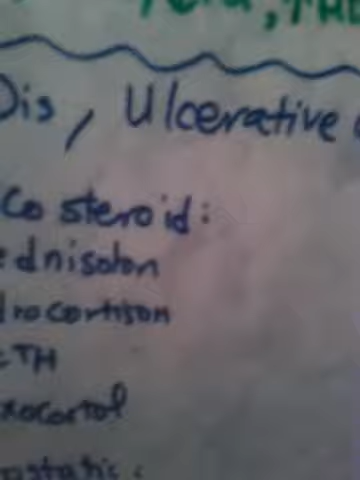 Dis, Ulcerative
co steroid:
ednisolon
drocortison
CTH
xocortol